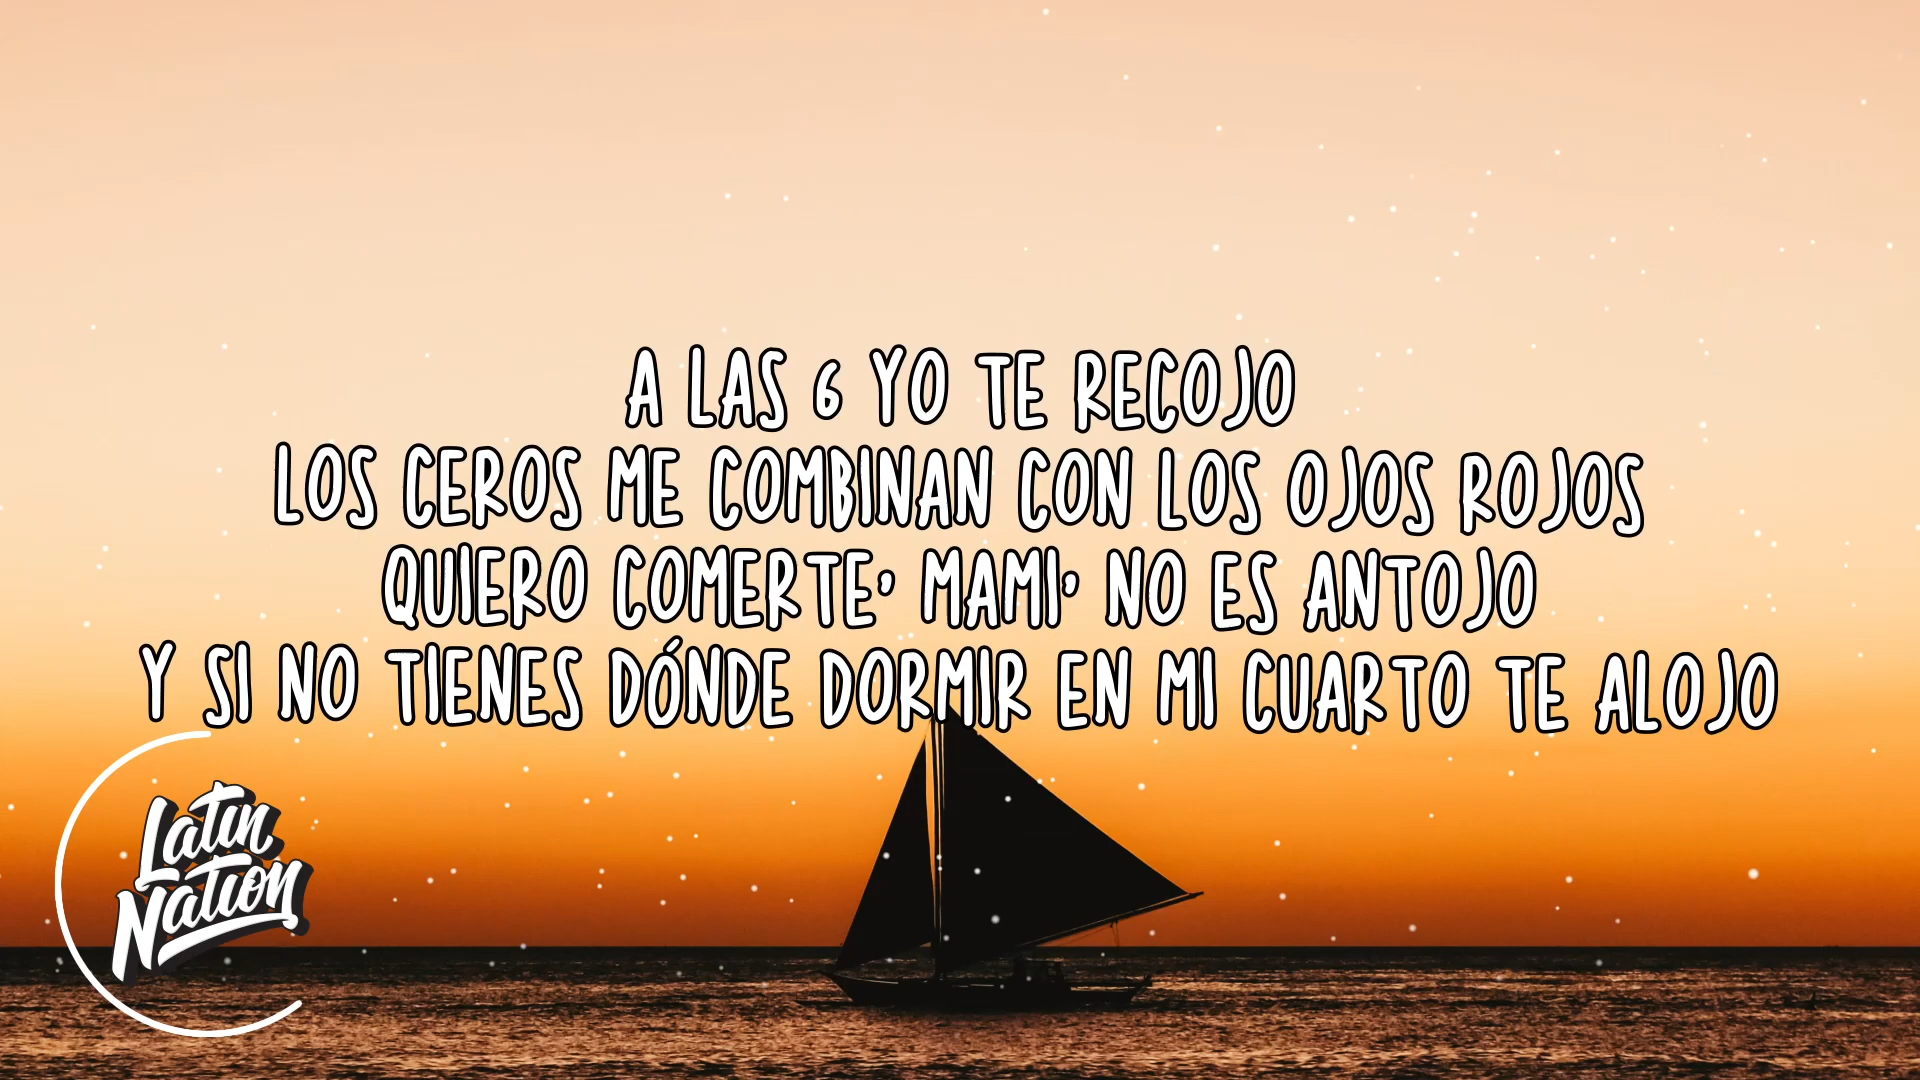 A LAS 6 YO TE RECOJO
LOS CEROS ME COMBINAN CON LOS OJOS ROJOS
QUIERO COMERTE, MAMI, NO ES ANTOJO
Y SI NO TIENES DÓNDE DORMIR EN MI CUARTO TE ALOJO
Latin
Nation